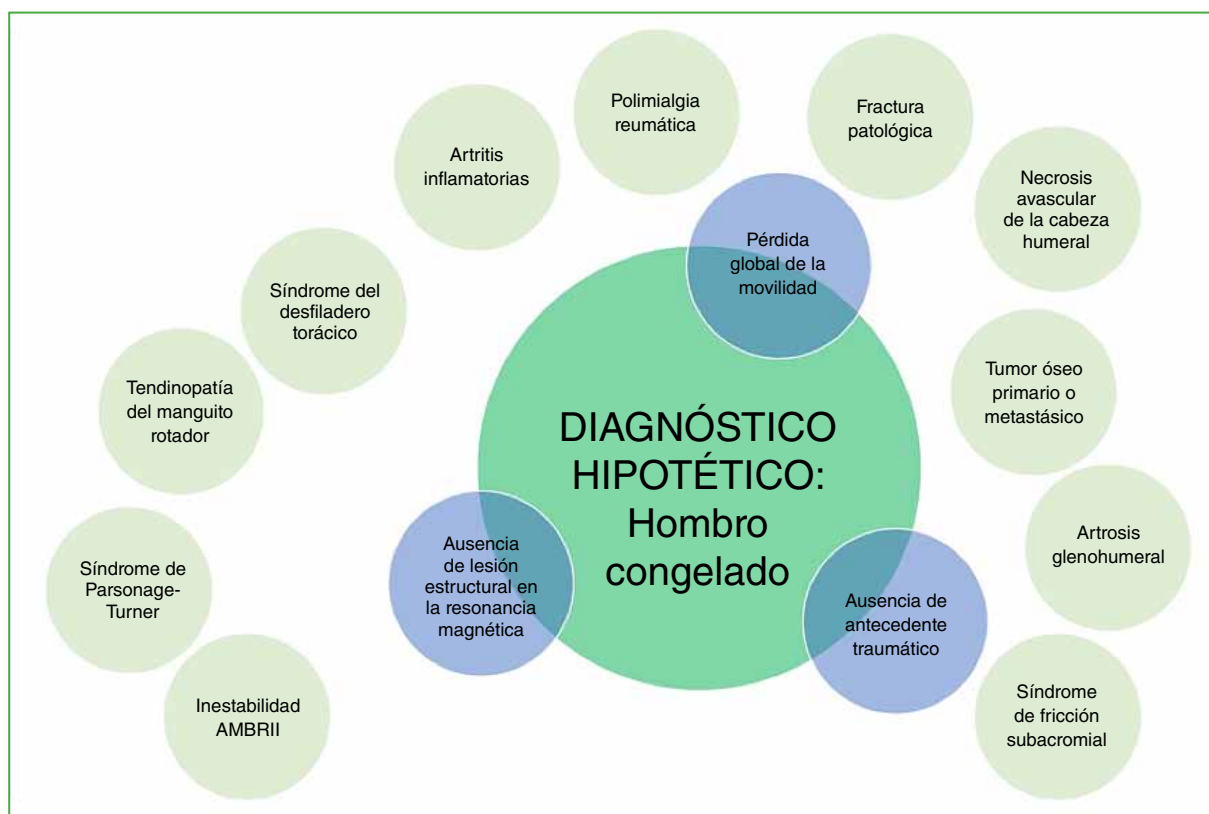 Polimialgia
reumática
Fractura
patológica
Artritis
inflamatorias
Necrosis
avascular
de la cabeza
humeral
Pérdida
global de la
movilidad
Síndrome del
desfiladero
torácico
Tendinopatía
del manguito
rotador
Tumor óseo
primario o
metastásico
DIAGNÓSTICO
HIPOTÉTICO:
Hombro
congelado
Artrosis
glenohumeral
Síndrome de
Parsonage-
Turner
Ausencia
de lesión
estructural en
la resonancia
magnética
Ausencia de
antecedente
traumático
Inestabilidad
AMBRII
Síndrome
de fricción
subacromial